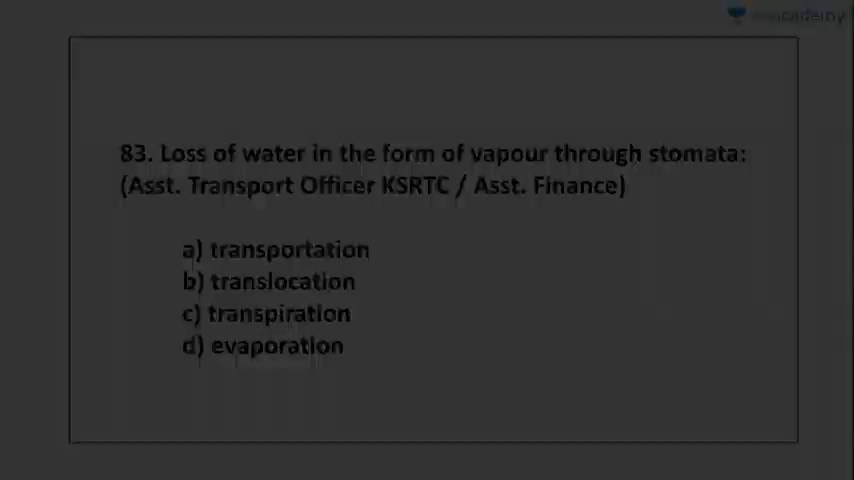 83. Loss of water in the form of vapour through stomata:
(Asst. Transport Officer KSRTC / Asst. Finance)
a) transportation
b) translocation
c) transpiration
d) evaporation